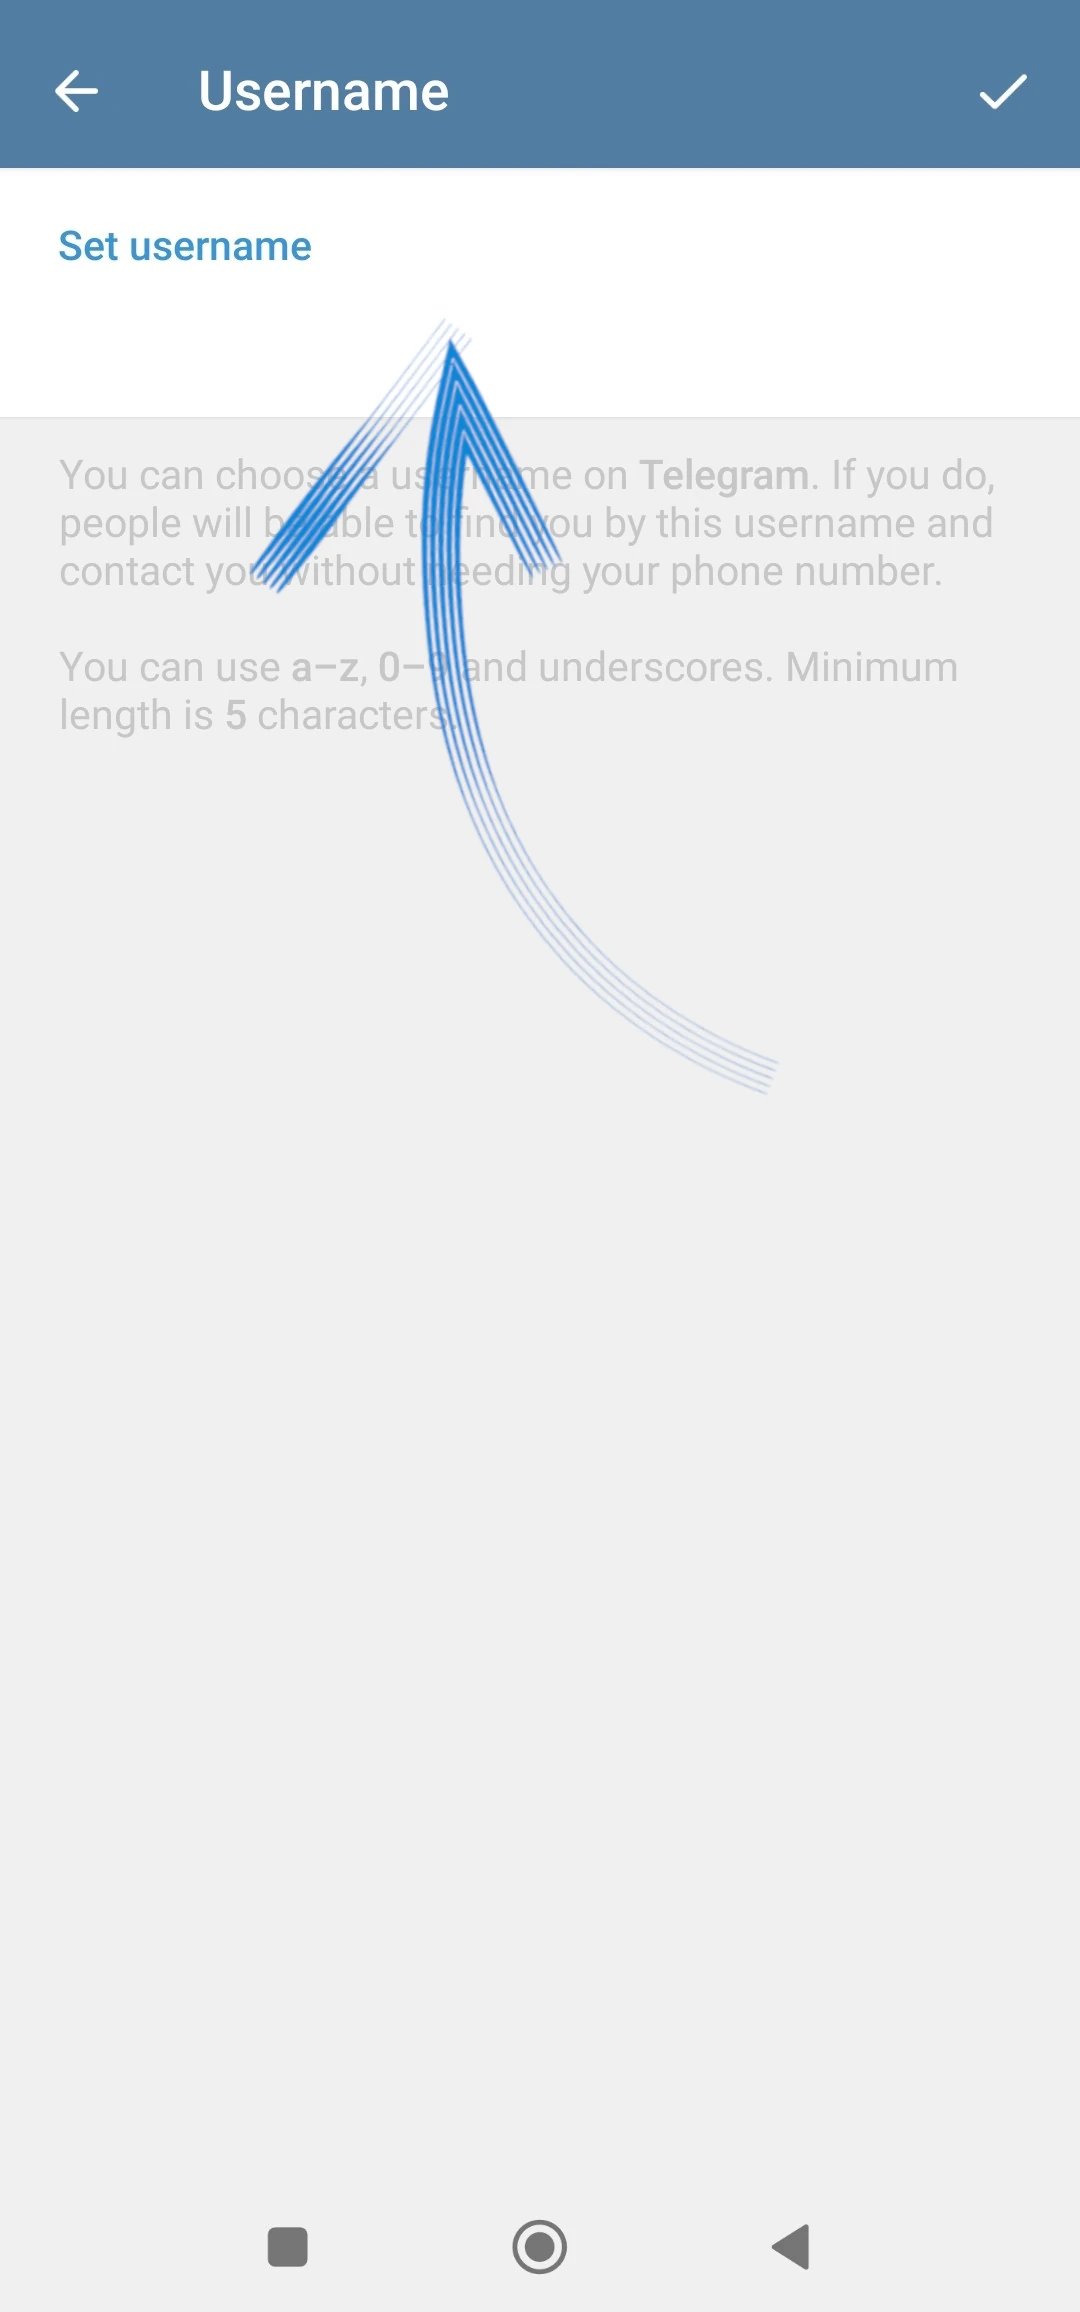 Username
Set username
You can choose a username on Telegram. If you do,
people will be able to find you by this username and
contact you without needing your phone number.
You can use a–z, 0–9 and underscores. Minimum
length is 5 characters.